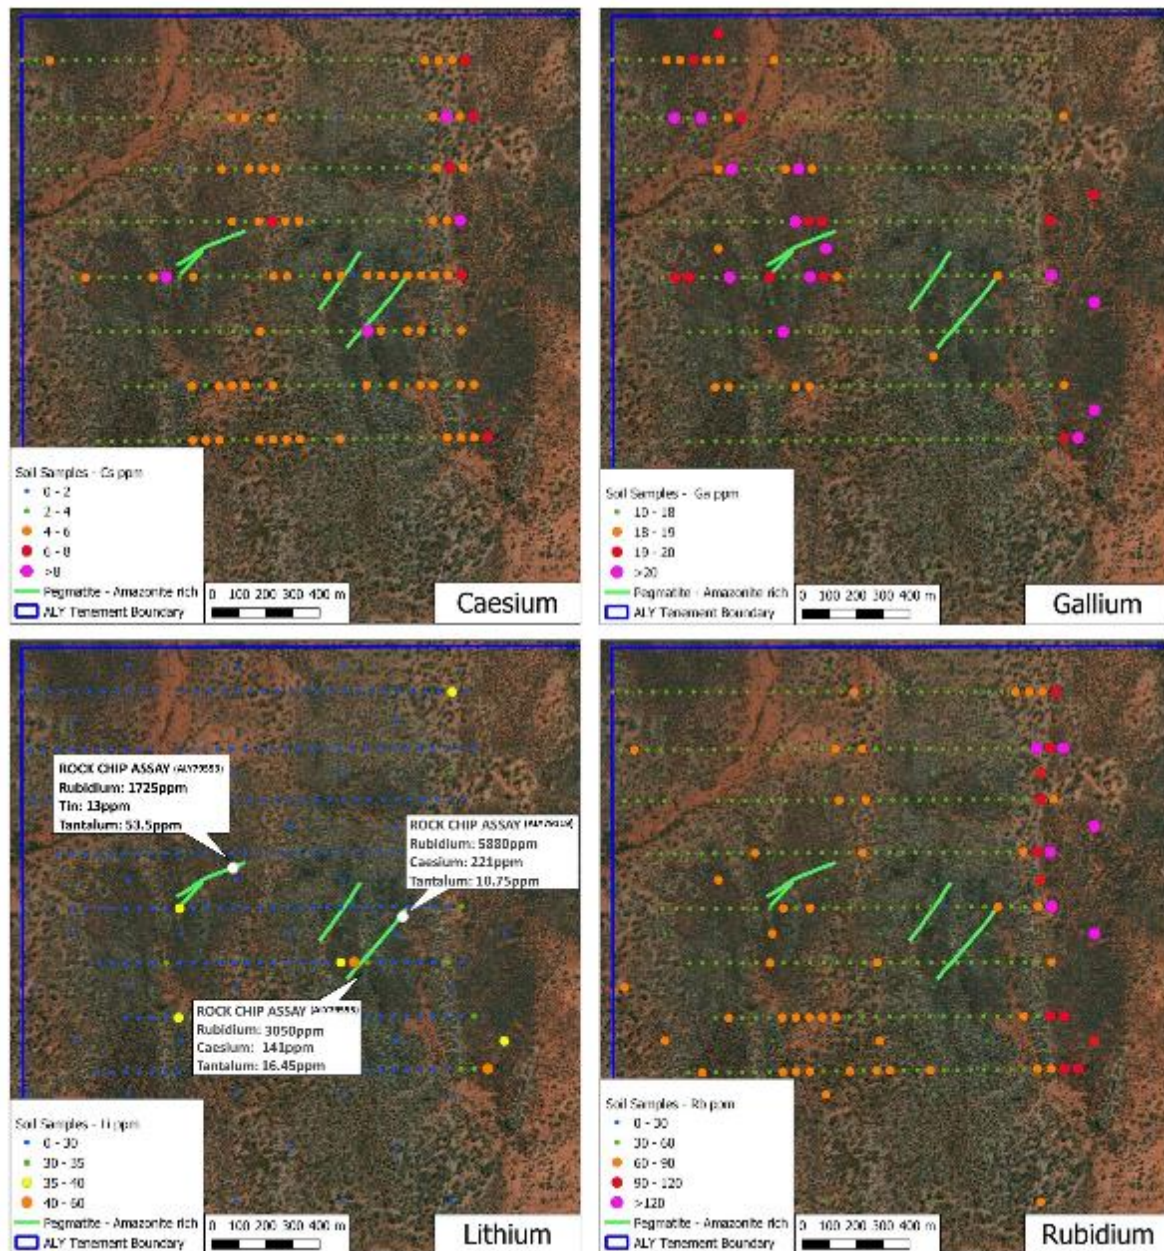 Soil Samples - Cs ppm
0 - 2
2 - 4
4 - 6
6 - 8
>8
Pegmatite - Amazonite rich
ALY Tenement Boundary
0 100 200 300 400 m
Caesium
Soil Samples - Ga ppm
10 - 18
18 - 19
19 - 20
>20
Pegmatite - Amazonite rich
ALY Tenement Boundary
0 100 200 300 400 m
Gallium
ROCK CHIP ASSAY
Rubidium: 1725ppm
Tin: 13ppm
Tantalum: 53.5ppm
ROCK CHIP ASSAY
Rubidium: 5880ppm
Caesium: 221ppm
Tantalum: 10.75ppm
ROCK CHIP ASSAY
Rubidium: 3050ppm
Caesium: 141ppm
Tantalum: 16.45ppm
Soil Samples - Li ppm
0 - 30
30 - 35
35 - 40
40 - 60
Pegmatite - Amazonite rich
ALY Tenement Boundary
0 100 200 300 400 m
Lithium
Soil Samples - Rb ppm
0 - 30
30 - 60
60 - 90
90 - 120
>120
Pegmatite - Amazonite rich
ALY Tenement Boundary
0 100 200 300 400 m
Rubidium